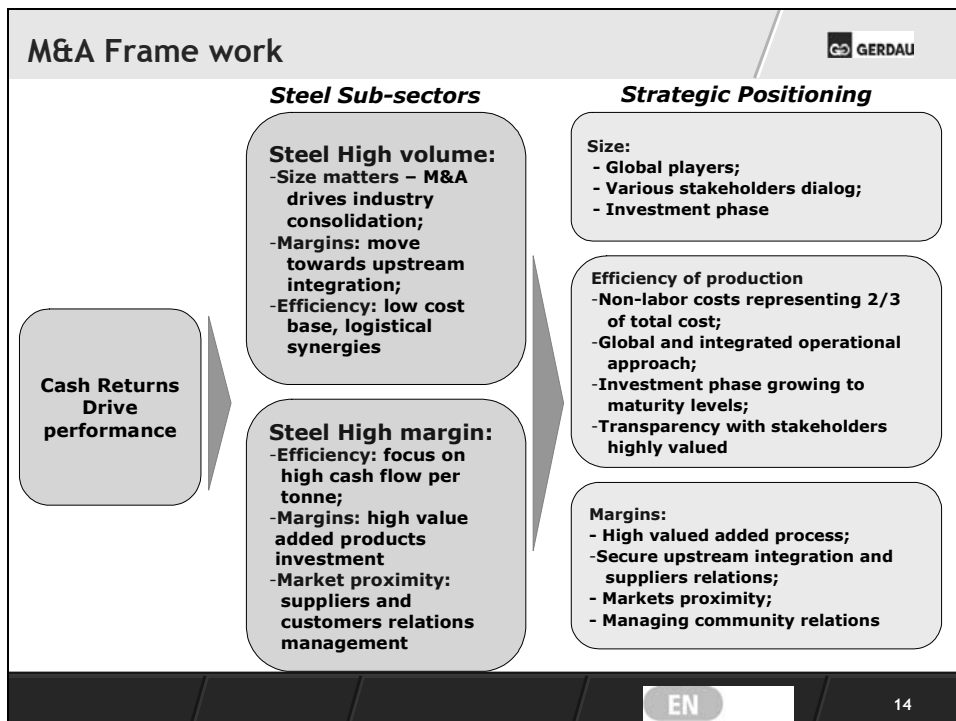 M&A Frame work
GERDAU
Steel Sub-sectors
Strategic Positioning
Cash Returns
Drive
performance
Steel High volume:
-Size matters – M&A
drives industry
consolidation;
-Margins: move
towards upstream
integration;
-Efficiency: low cost
base, logistical
synergies
Steel High margin:
-Efficiency: focus on
high cash flow per
tonne;
-Margins: high value
added products
investment
-Market proximity:
suppliers and
customers relations
management
Size:
- Global players;
- Various stakeholders dialog;
- Investment phase
Efficiency of production
-Non-labor costs representing 2/3
of total cost;
-Global and integrated operational
approach;
-Investment phase growing to
maturity levels;
-Transparency with stakeholders
highly valued
Margins:
- High valued added process;
-Secure upstream integration and
suppliers relations;
- Markets proximity;
- Managing community relations
EN
14